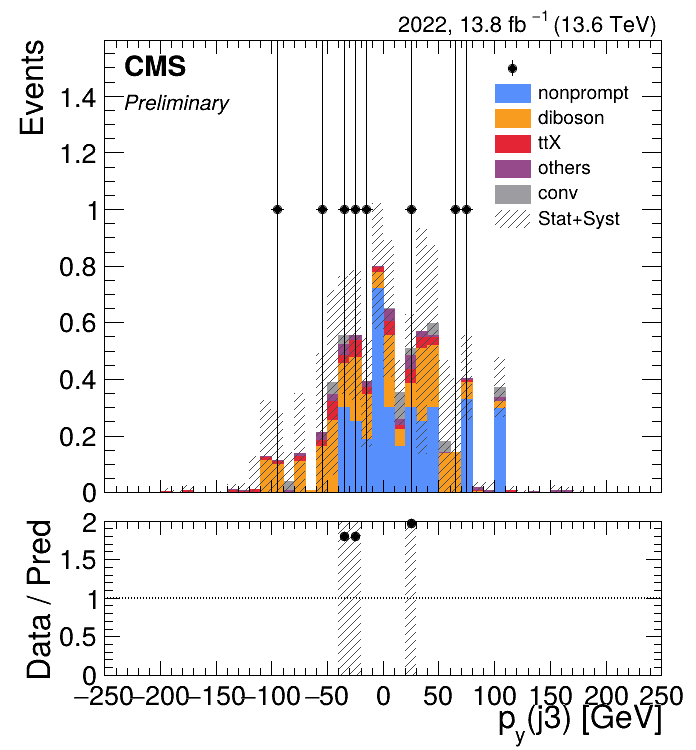 2022, 13.8 fb⁻¹ (13.6 TeV)
CMS
Preliminary
Events
1.4
1.2
1
0.8
0.6
0.4
0.2
0
nonprompt
diboson
ttX
others
conv
Stat+Syst
Data / Pred
2
1.5
1
0.5
0
−250 −200 −150 −100 −50 0 50 100 150 200 250
p_y(j3) [GeV]